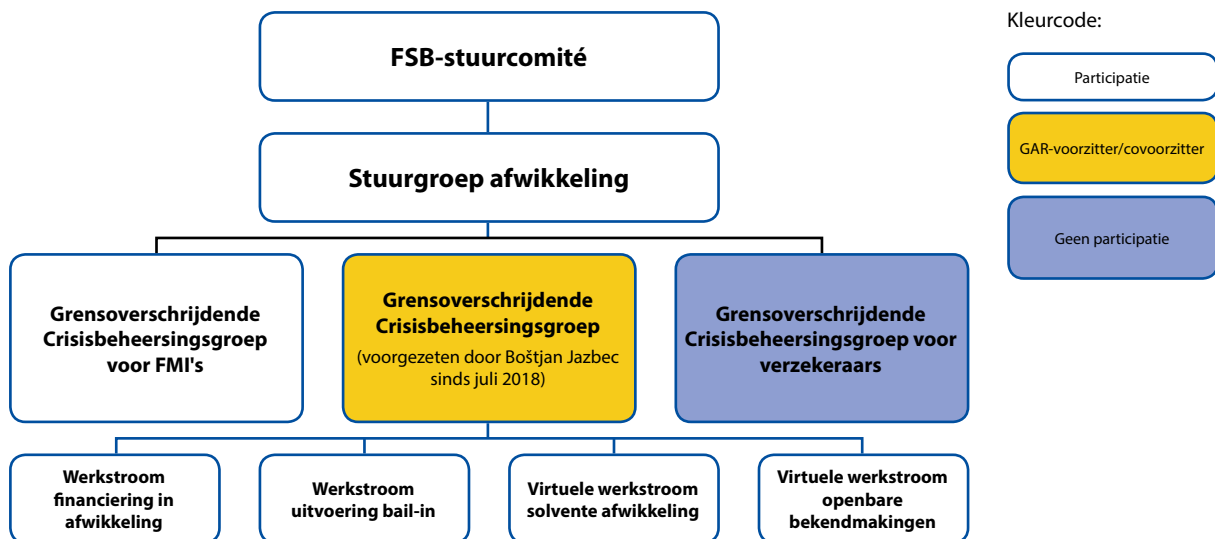 FSB-stuurcomité
Stuurgroep afwikkeling
Grensoverschrijdende
Crisisbeheersingsgroep
voor FMI's
Grensoverschrijdende
Crisisbeheersingsgroep
(voorgezeten door Boštjan Jazbec
sinds juli 2018)
Grensoverschrijdende
Crisisbeheersingsgroep voor
verzekeraars
Werkstroom
financiering in
afwikkeling
Werkstroom
uitvoering bail-in
Virtuele werkstroom
solvente afwikkeling
Virtuele werkstroom
openbare
bekendmakingen
Kleurcode:
Participatie
GAR-voorzitter/covoorzitter
Geen participatie